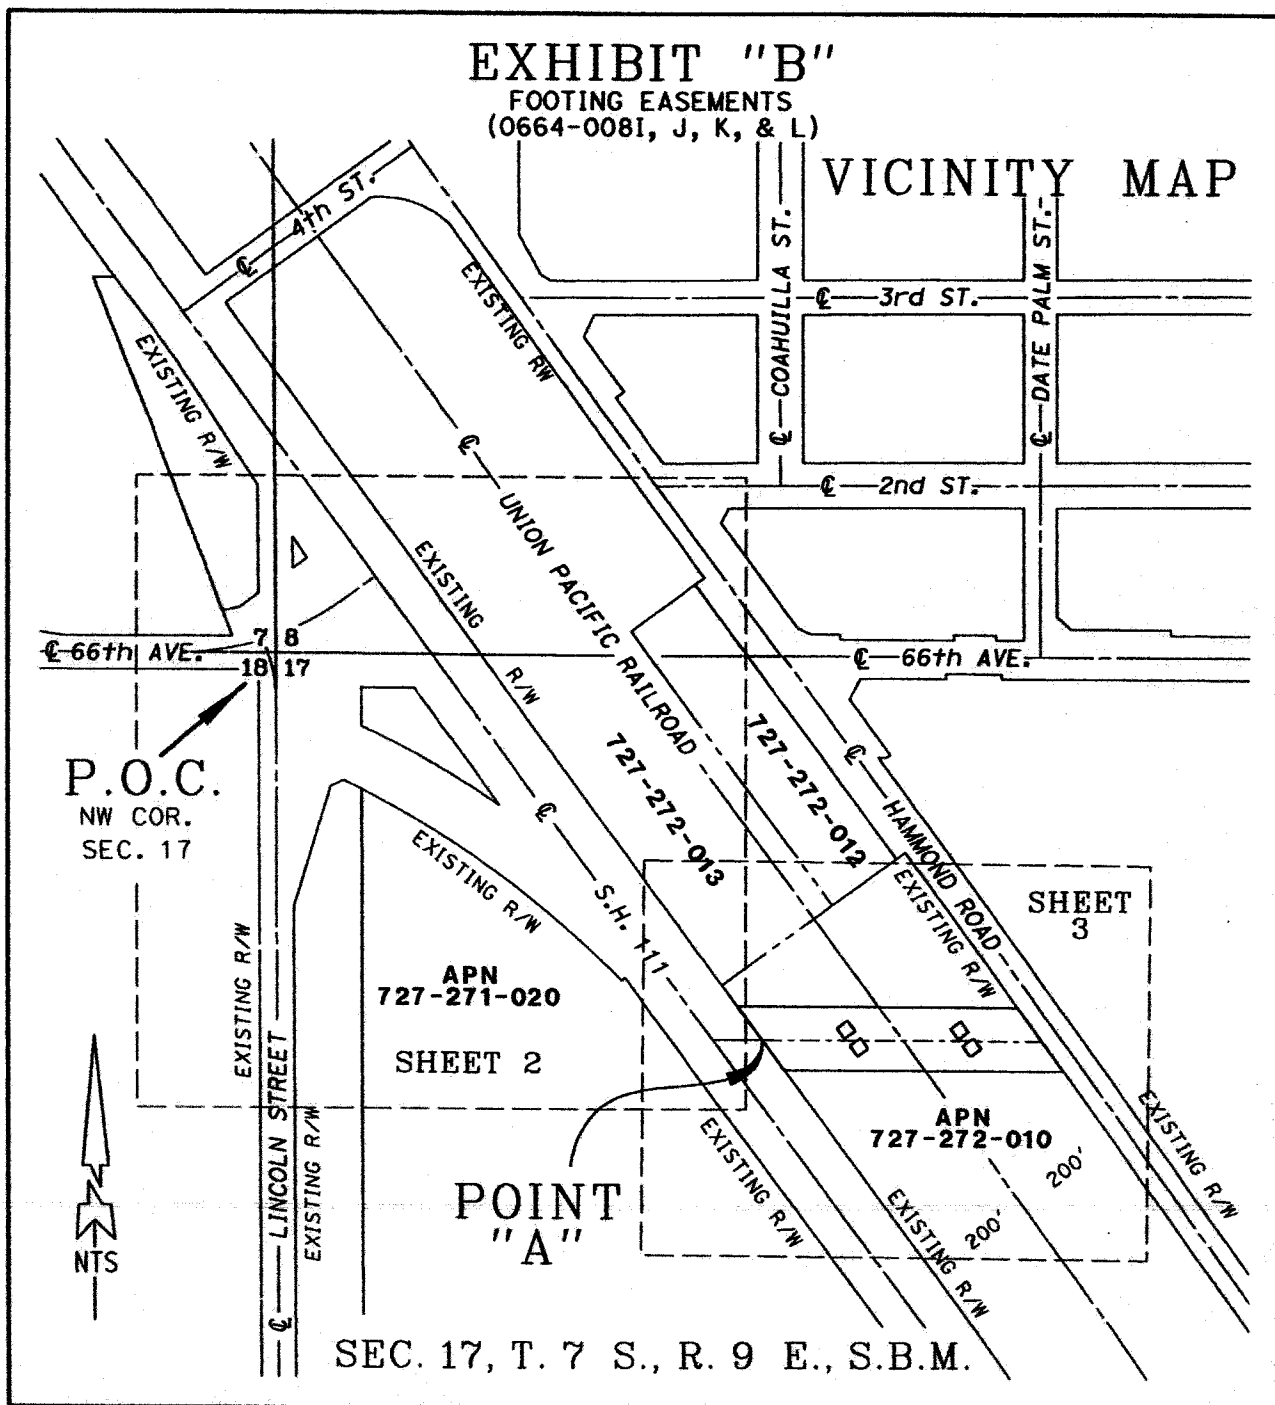 EXHIBIT "B"
FOOTING EASEMENTS
(0664-008I, J, K, & L)
VICINITY MAP
4th ST.
℄
COAHUILLA ST.
℄
DATE PALM ST.
℄
℄ 3rd ST.
EXISTING RW
EXISTING R/W
℄
℄ 2nd ST.
UNION PACIFIC RAILROAD
EXISTING
R/W
7 8
18 17
℄ 66th AVE.
℄ 66th AVE.
P.O.C.
NW COR.
SEC. 17
727-272-013
727-272-012
℄
HAMMOND ROAD
℄
S.H. 111
EXISTING R/W
EXISTING R/W
SHEET
3
EXISTING R/W
APN
727-271-020
SHEET 2
LINCOLN STREET
℄
EXISTING R/W
POINT
"A"
APN
727-272-010
200'
200'
EXISTING R/W
EXISTING R/W
EXISTING R/W
NTS
N
SEC. 17, T. 7 S., R. 9 E., S.B.M.